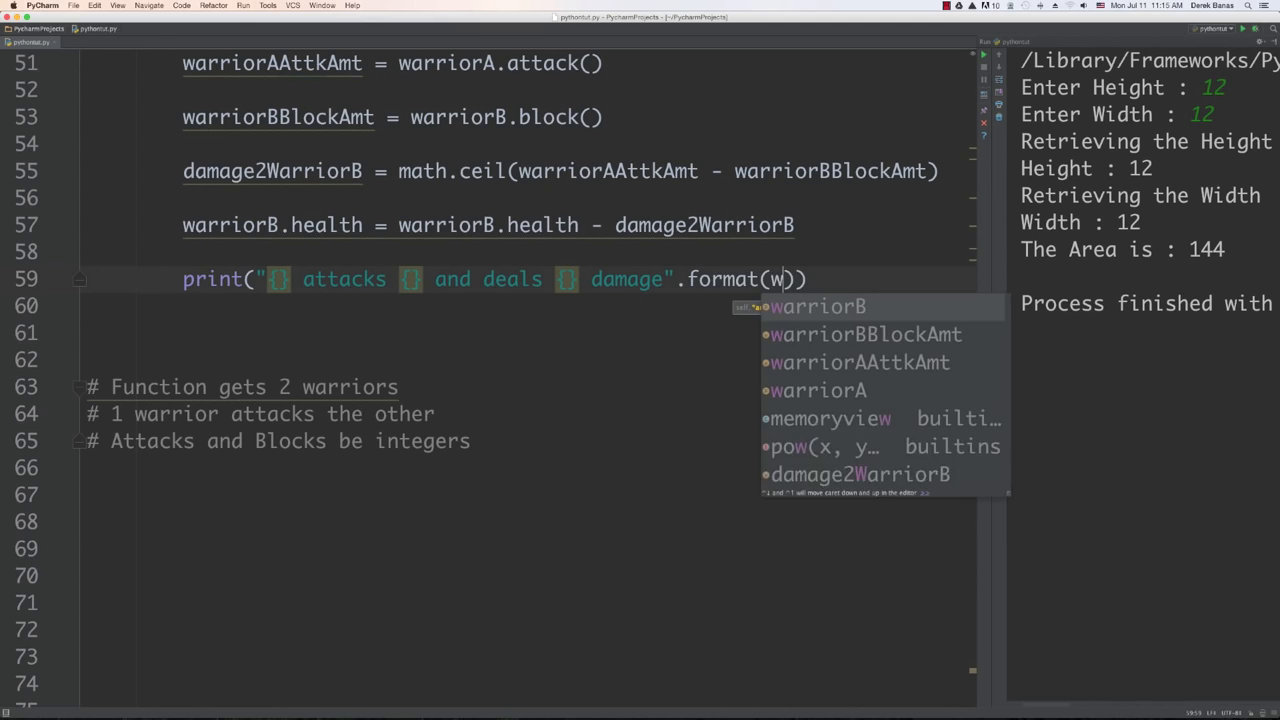 PyCharm File Edit View Navigate Code Refactor Run Tools VCS Window Help 10 Mon Jul 11 11:15 AM Derek Banas
pythontut.py - PyCharmProjects - [~/PycharmProjects]
PycharmProjects pythontut.py pythontut
pythontut.py Run: pythontut
51 warriorAAttkAmt = warriorA.attack()
52
53 warriorBBlockAmt = warriorB.block()
54
55 damage2WarriorB = math.ceil(warriorAAttkAmt - warriorBBlockAmt)
56
57 warriorB.health = warriorB.health - damage2WarriorB
58
59 print("{} attacks {} and deals {} damage".format(w))
60
61
62
63 # Function gets 2 warriors
64 # 1 warrior attacks the other
65 # Attacks and Blocks be integers
66
67
68
69
70
71
72
73
74
warriorB
warriorBBlockAmt
warriorAAttkAmt
warriorA
memoryview builti…
pow(x, y… builtins
damage2WarriorB
^↓ and ^↑ will move caret down and up in the editor >>
/Library/Frameworks/Py
Enter Height : 12
Enter Width : 12
Retrieving the Height
Height : 12
Retrieving the Width
Width : 12
The Area is : 144
Process finished with
59:55 LF÷ UTF-8÷